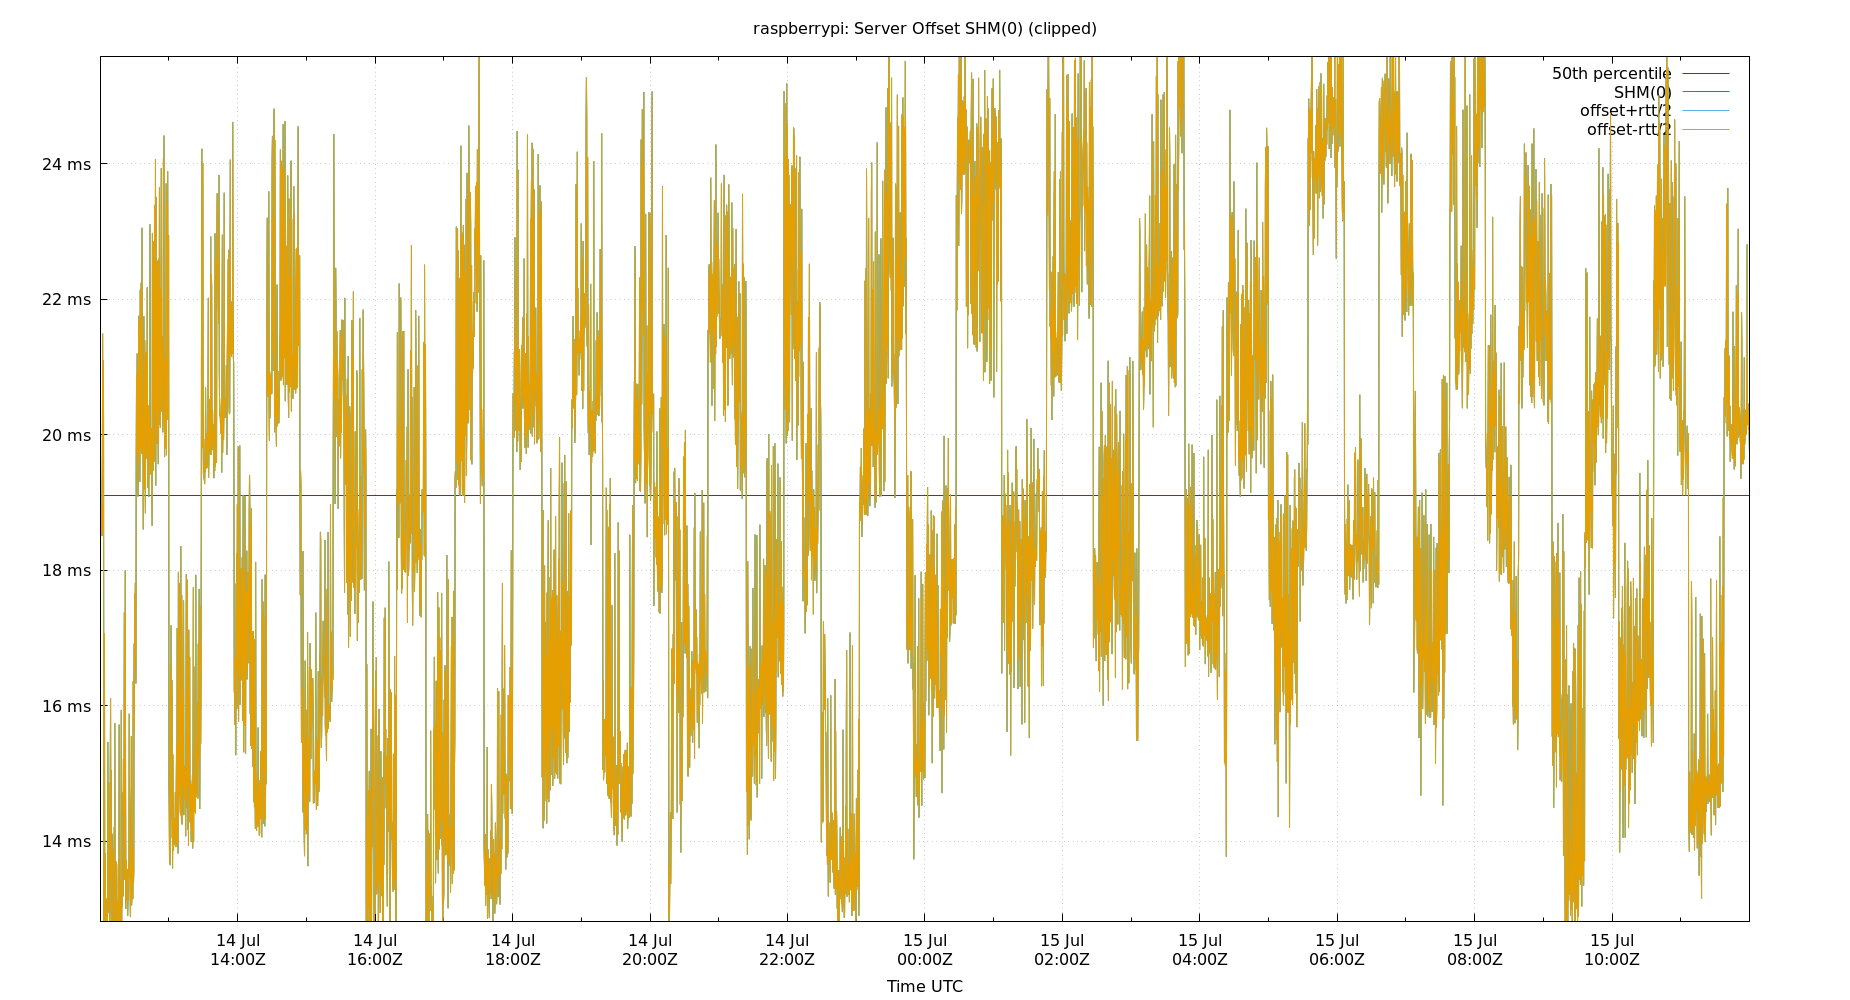 raspberrypi: Server Offset SHM(0) (clipped)
50th percentile
SHM(0)
offset+rtt/2
offset-rtt/2
24 ms
22 ms
20 ms
18 ms
16 ms
14 ms
14 Jul 14 Jul 14 Jul 14 Jul 14 Jul 15 Jul 15 Jul 15 Jul 15 Jul 15 Jul 15 Jul
14:00Z 16:00Z 18:00Z 20:00Z 22:00Z 00:00Z 02:00Z 04:00Z 06:00Z 08:00Z 10:00Z
Time UTC